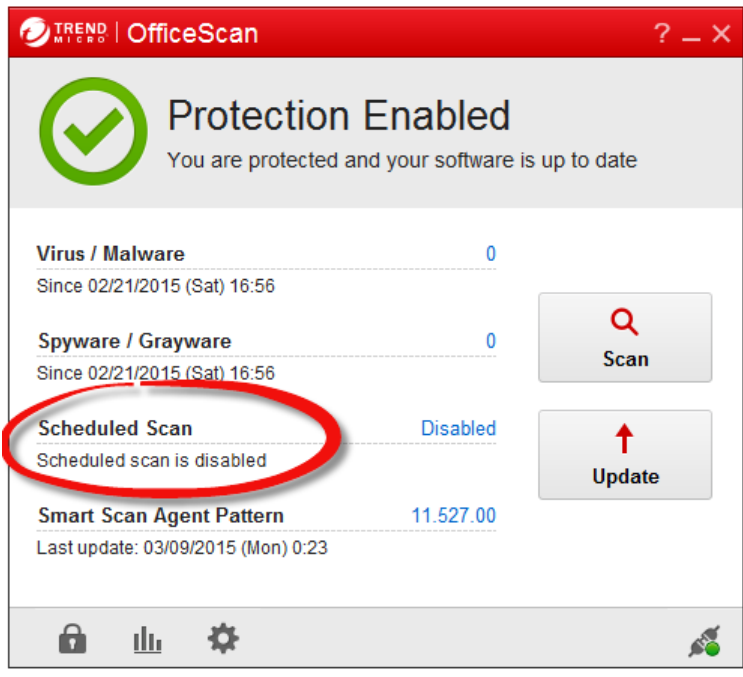 TREND MICRO | OfficeScan ? _ ×
Protection Enabled
You are protected and your software is up to date
Virus / Malware 0
Since 02/21/2015 (Sat) 16:56
Spyware / Grayware 0
Since 02/21/2015 (Sat) 16:56
Scheduled Scan Disabled
Scheduled scan is disabled
Smart Scan Agent Pattern 11.527.00
Last update: 03/09/2015 (Mon) 0:23
Scan
Update